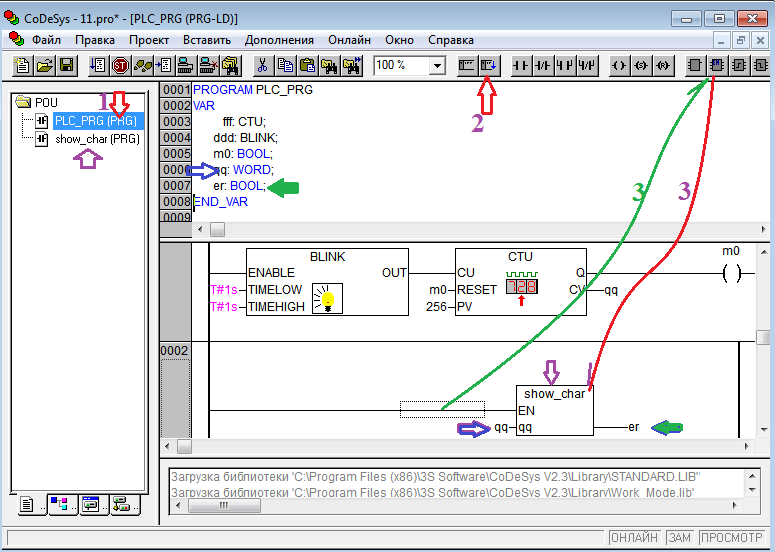 CoDeSys - 11.pro* - [PLC_PRG (PRG-LD)]
Файл Правка Проект Вставить Дополнения Онлайн Окно Справка
STOP
100 %
POU
PLC_PRG (PRG)
show_char (PRG)
1
2
3
3
0001 PROGRAM PLC_PRG
0002 VAR
0003 fff: CTU;
0004 ddd: BLINK;
0005 m0: BOOL;
0006 qq: WORD;
0007 er: BOOL;
0008 END_VAR
0009
BLINK
ENABLE OUT
T#1s TIMELOW
T#1s TIMEHIGH
CTU
CU Q
m0 RESET CV qq
256 PV
128
m0
0002
show_char
EN
qq qq er
Загрузка библиотеки 'C:\Program Files (x86)\3S Software\CoDeSys V2.3\Library\STANDARD.LIB"
Загрузка библиотеки 'C:\Program Files (x86)\3S Software\CoDeSys V2.3\Library\Work_Mode.lib'
ОНЛАЙН ЗАМ ПРОСМОТР